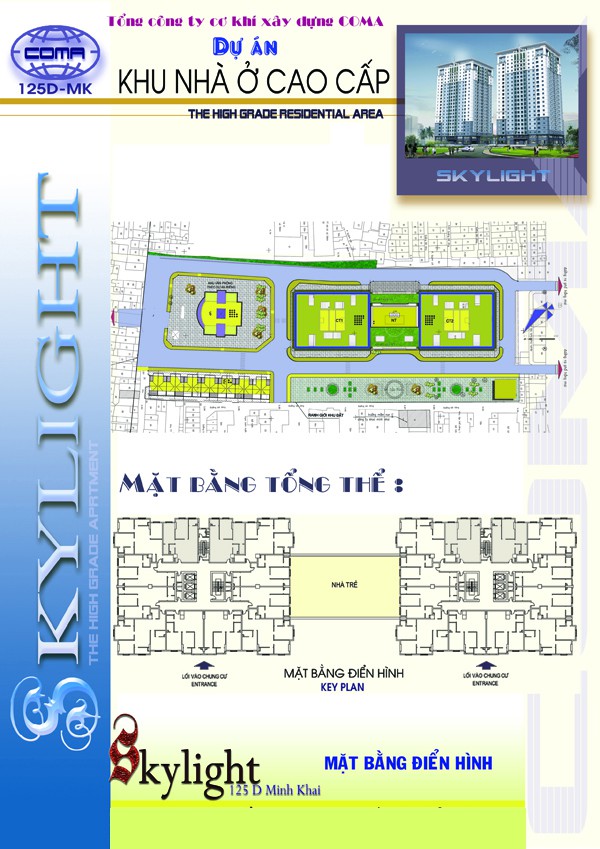 Tổng công ty cơ khí xây dựng COMA
COMA
125D-MK
Dự án
KHU NHÀ Ở CAO CẤP
THE HIGH GRADE RESIDENTIAL AREA
SKYLIGHT
SKYLIGHT
THE HIGH GRADE APRTMENT
CT1
NT
CT2
RANH GIỚI KHU ĐẤT
MẶT BẰNG TỔNG THỂ :
NHÀ TRẺ
LỐI VÀO CHUNG CƯ
ENTRANCE
MẶT BẰNG ĐIỂN HÌNH
KEY PLAN
LỐI VÀO CHUNG CƯ
ENTRANCE
Skylight
125 D Minh Khai
MẶT BẰNG ĐIỂN HÌNH
COMA